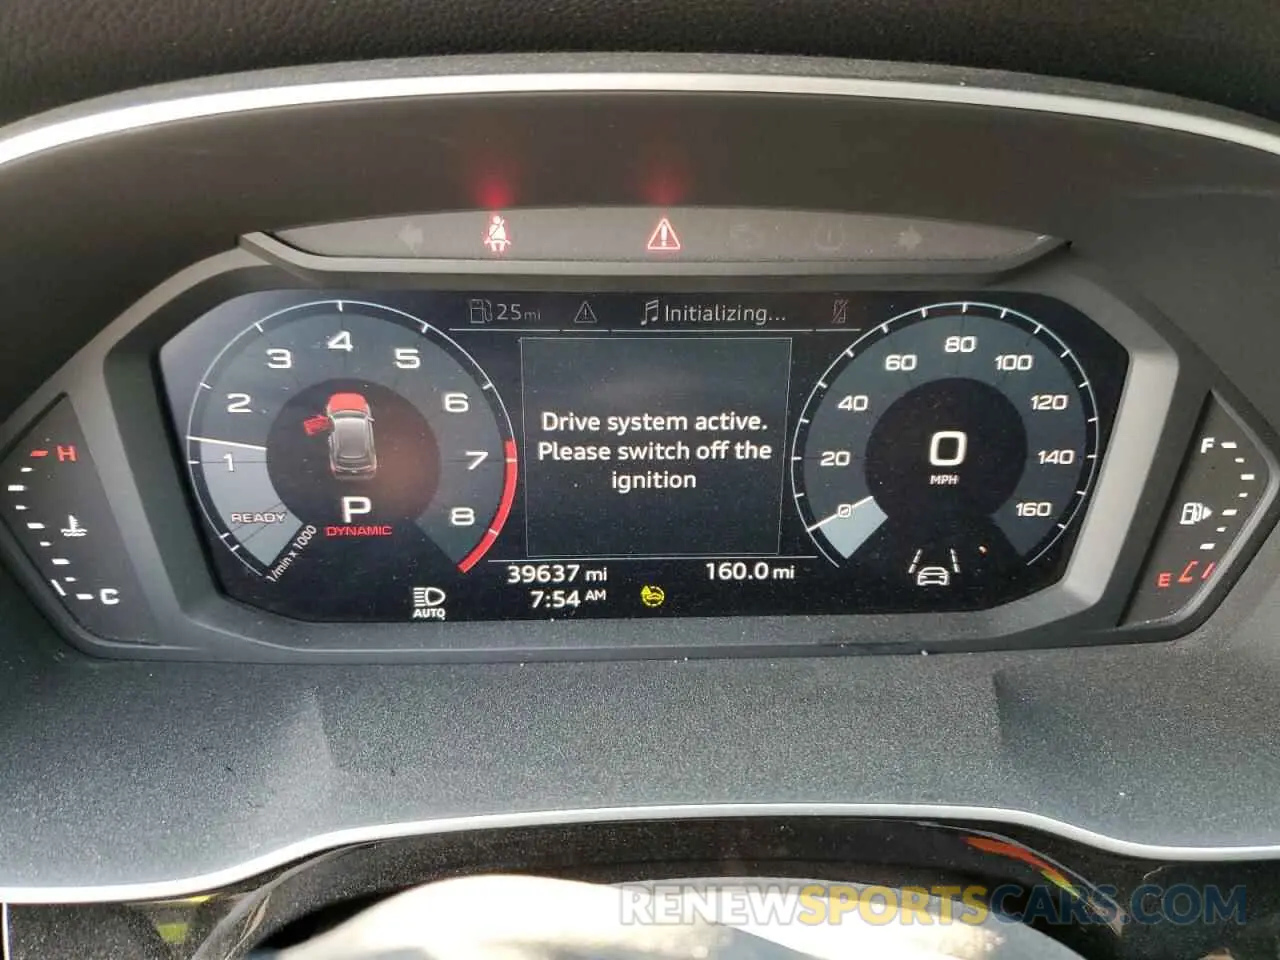 25 mi
Initializing...
1 2 3 4 5 6 7 8
READY
1/min x 1000
P
DYNAMIC
Drive system active.
Please switch off the
ignition
0 20 40 60 80 100 120 140 160
0
MPH
H
C
F
E
39637 mi
160.0 mi
7:54 AM
AUTO
RENEWSPORTSCARS.COM